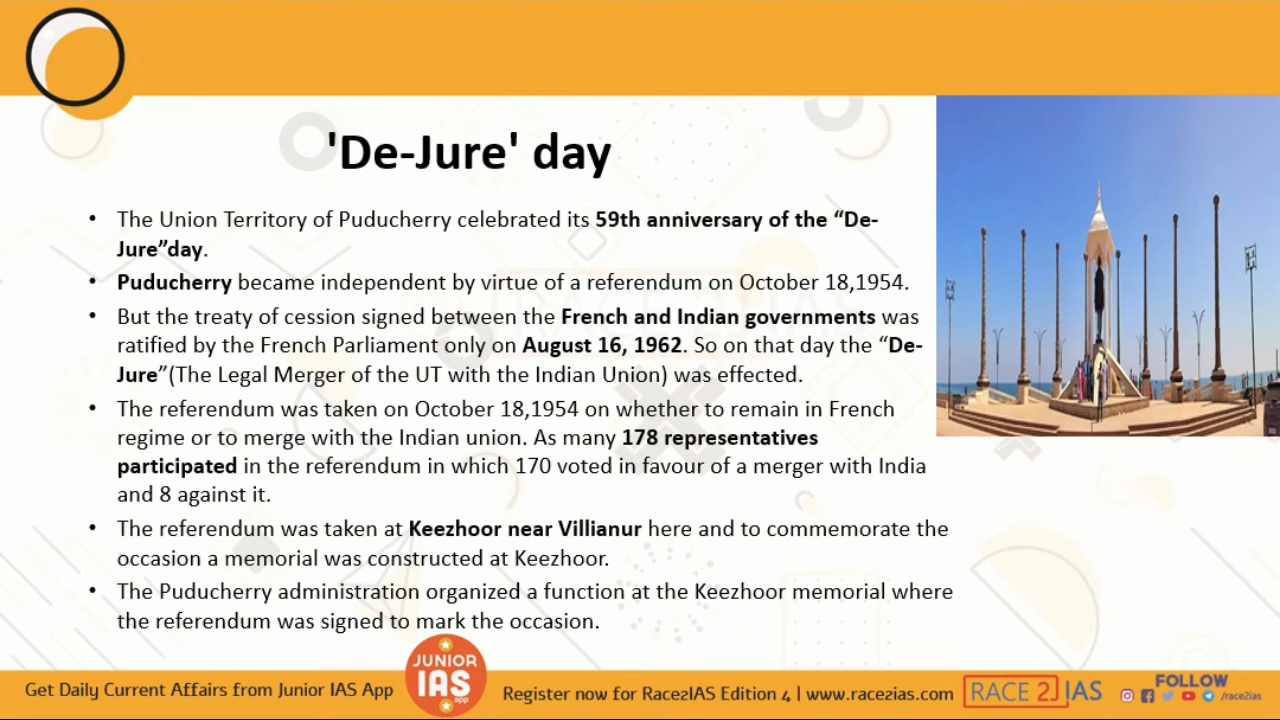 'De-Jure' day
• The Union Territory of Puducherry celebrated its 59th anniversary of the “De-
Jure”day.
• Puducherry became independent by virtue of a referendum on October 18,1954.
• But the treaty of cession signed between the French and Indian governments was
ratified by the French Parliament only on August 16, 1962. So on that day the “De-
Jure”(The Legal Merger of the UT with the Indian Union) was effected.
• The referendum was taken on October 18,1954 on whether to remain in French
regime or to merge with the Indian union. As many 178 representatives
participated in the referendum in which 170 voted in favour of a merger with India
and 8 against it.
• The referendum was taken at Keezhoor near Villianur here and to commemorate the
occasion a memorial was constructed at Keezhoor.
• The Puducherry administration organized a function at the Keezhoor memorial where
the referendum was signed to mark the occasion.
Get Daily Current Affairs from Junior IAS App
JUNIOR
IAS
app
Register now for Race2IAS Edition 4 | www.race2ias.com
RACE 2 IAS
FOLLOW
/race2ias